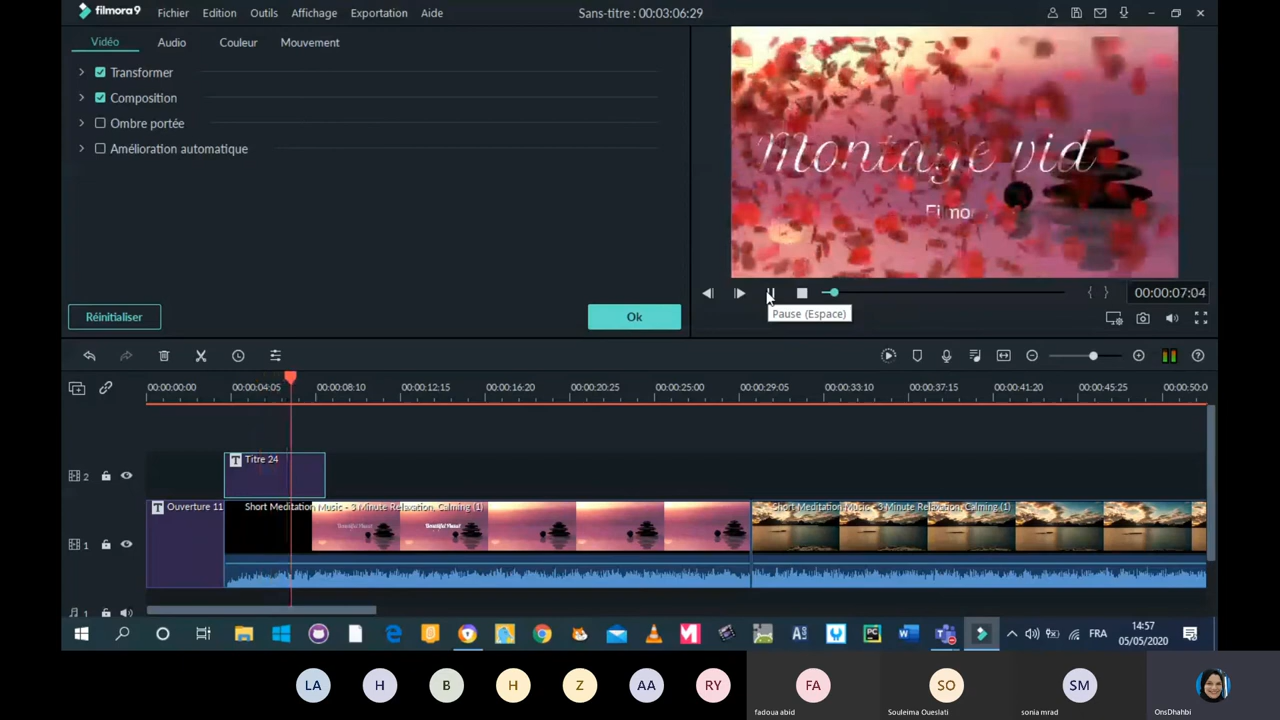 filmora9 Fichier Edition Outils Affichage Exportation Aide Sans-titre : 00:03:06:29
Vidéo Audio Couleur Mouvement
Transformer
Composition
Ombre portée
Amélioration automatique
Réinitialiser Ok
Montage vid
Filmo
00:00:07:04
Pause (Espace)
00:00:00:00 00:00:04:05 00:00:08:10 00:00:12:15 00:00:16:20 00:00:20:25 00:00:25:00 00:00:29:05 00:00:33:10 00:00:37:15 00:00:41:20 00:00:45:25 00:00:50:0
2 T Titre 24
T Ouverture 11 Short Meditation Music - 3 Minute Relaxation, Calming (1) Short Meditation Music - 3 Minute Relaxation, Calming (1)
1
1
FRA 14:57
05/05/2020
LA H B H Z AA RY FA SO SM
fadoua abid Souleima Oueslati sonia mrad OnsDhahbi